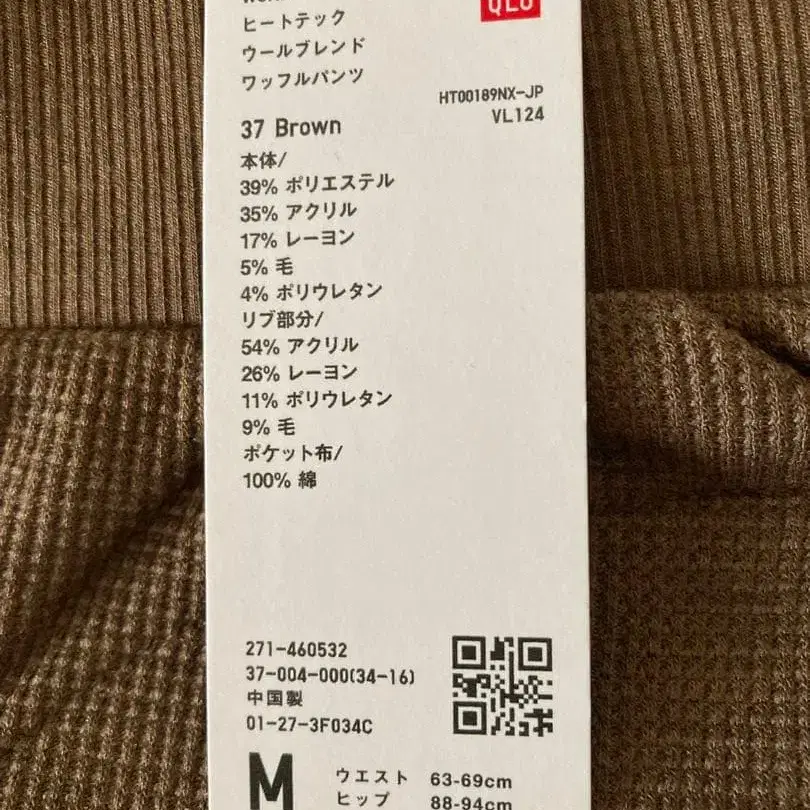 QLO
ヒートテック
ウールブレンド
ワッフルパンツ
HT00189NX-JP
VL124
37 Brown
本体/
39% ポリエステル
35% アクリル
17% レーヨン
5% 毛
4% ポリウレタン
リブ部分/
54% アクリル
26% レーヨン
11% ポリウレタン
9% 毛
ポケット布/
100% 綿
271-460532
37-004-000(34-16)
中国製
01-27-3F034C
M
ウエスト 63-69cm
ヒップ 88-94cm